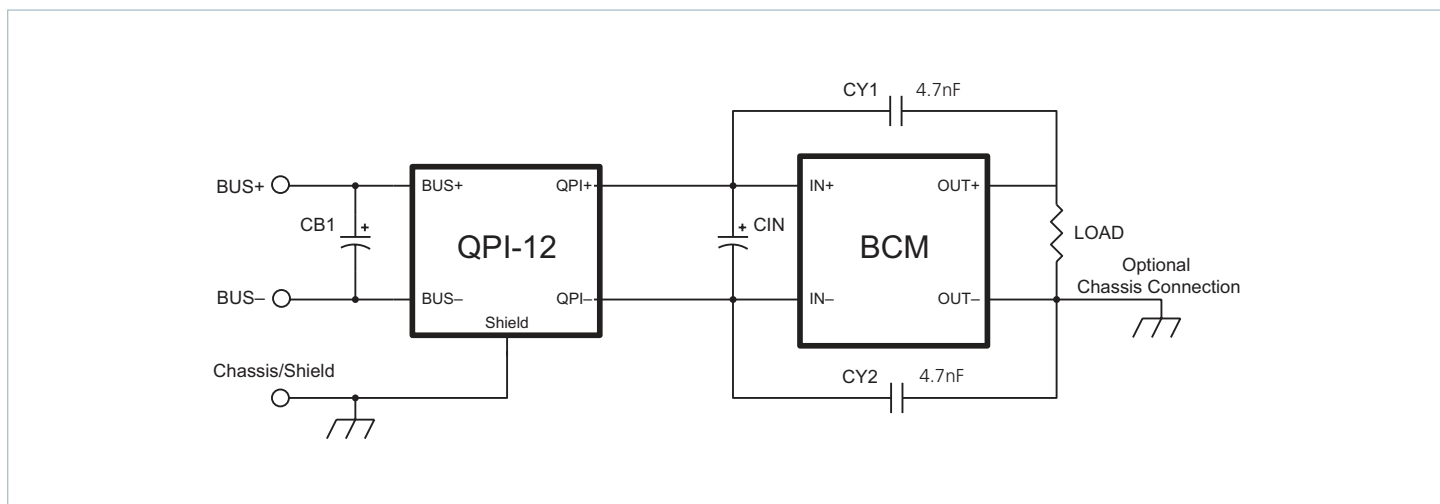 CY1 4.7nF
BUS+
BUS+
QPI+
IN+
OUT+
CB1
+
QPI-12
+
CIN
BCM
LOAD
Optional
Chassis Connection
BUS–
BUS–
QPI–
IN–
OUT–
Shield
Chassis/Shield
CY2 4.7nF